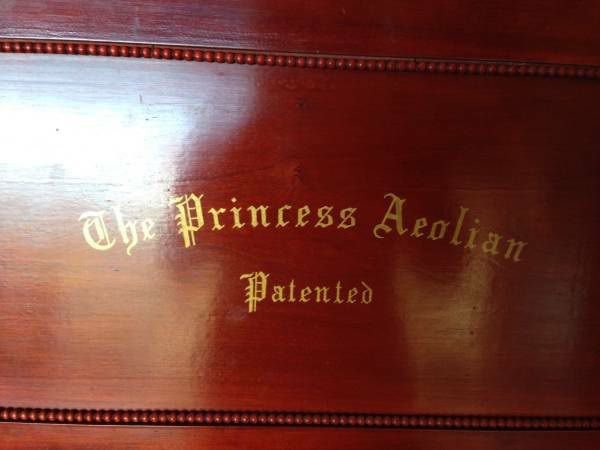 The Princess Aeolian
Patented